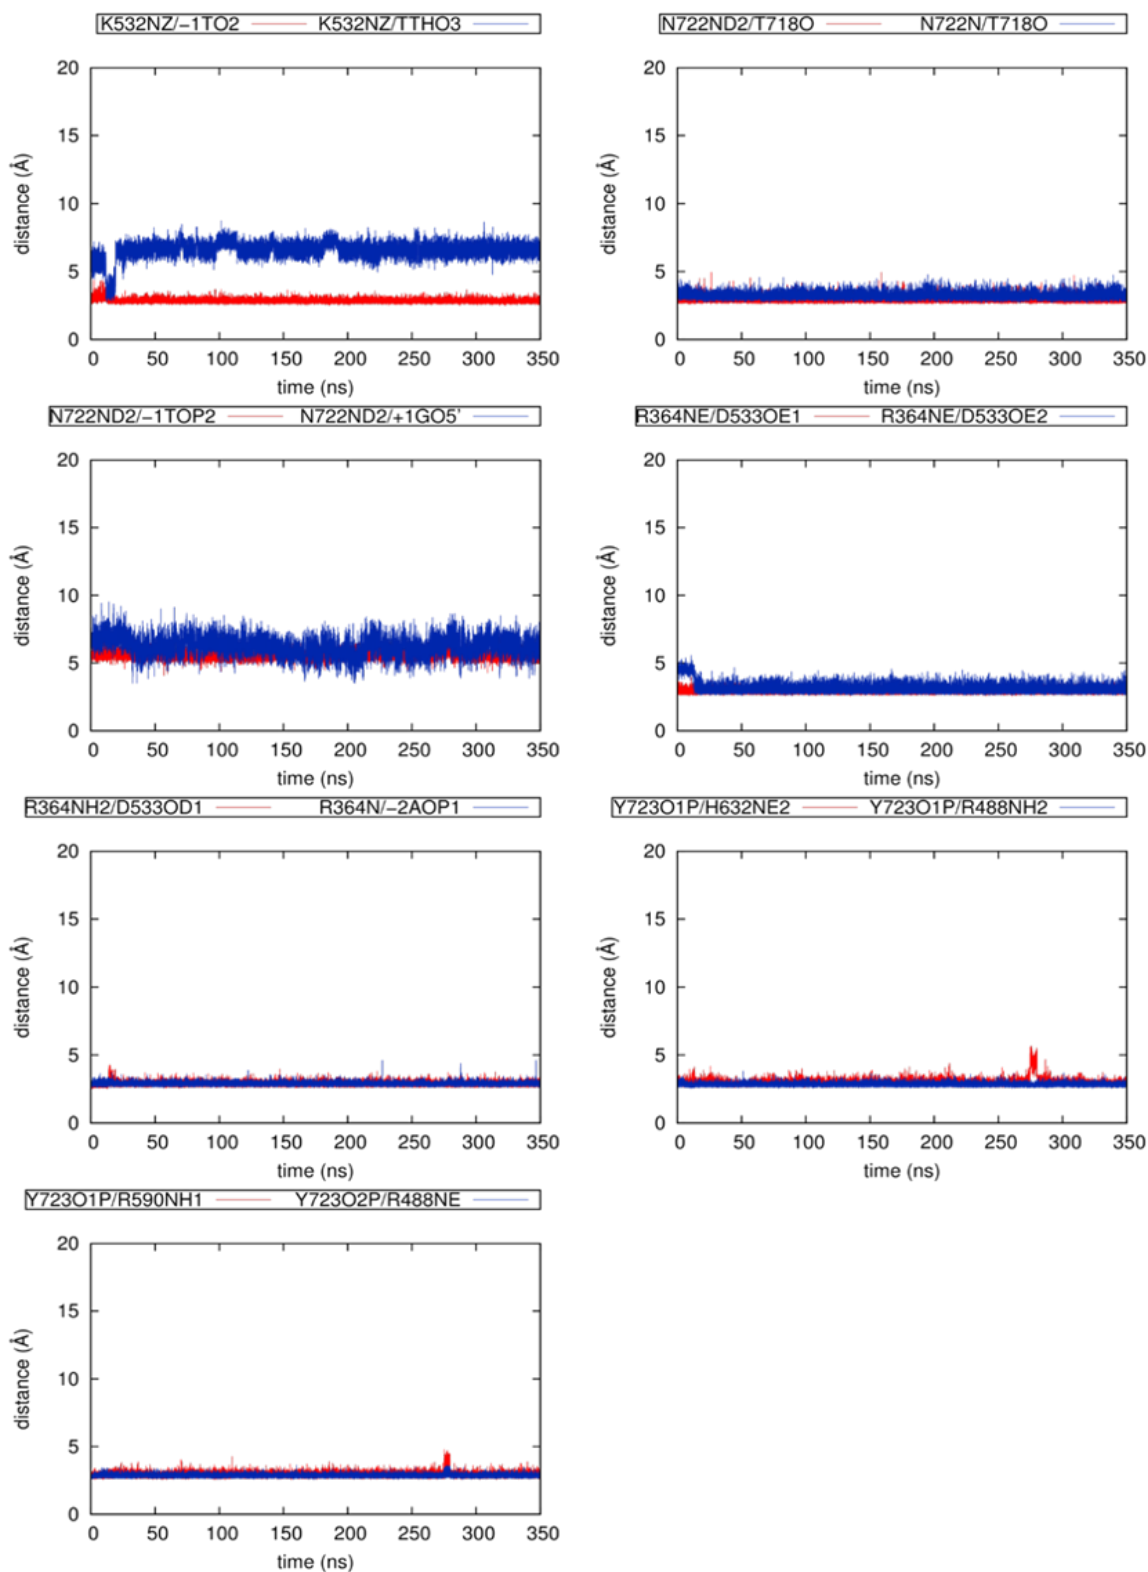 K532NZ/−1TO2 K532NZ/TTHO3
N722ND2/T718O N722N/T718O
20
15
10
5
0
distance (Å)
0 50 100 150 200 250 300 350
time (ns)
20
15
10
5
0
distance (Å)
0 50 100 150 200 250 300 350
time (ns)
N722ND2/−1TOP2 N722ND2/+1GO5'
R364NE/D533OE1 R364NE/D533OE2
20
15
10
5
0
distance (Å)
0 50 100 150 200 250 300 350
time (ns)
20
15
10
5
0
distance (Å)
0 50 100 150 200 250 300 350
time (ns)
R364NH2/D533OD1 R364N/−2AOP1
Y723O1P/H632NE2 Y723O1P/R488NH2
20
15
10
5
0
distance (Å)
0 50 100 150 200 250 300 350
time (ns)
20
15
10
5
0
distance (Å)
0 50 100 150 200 250 300 350
time (ns)
Y723O1P/R590NH1 Y723O2P/R488NE
20
15
10
5
0
distance (Å)
0 50 100 150 200 250 300 350
time (ns)